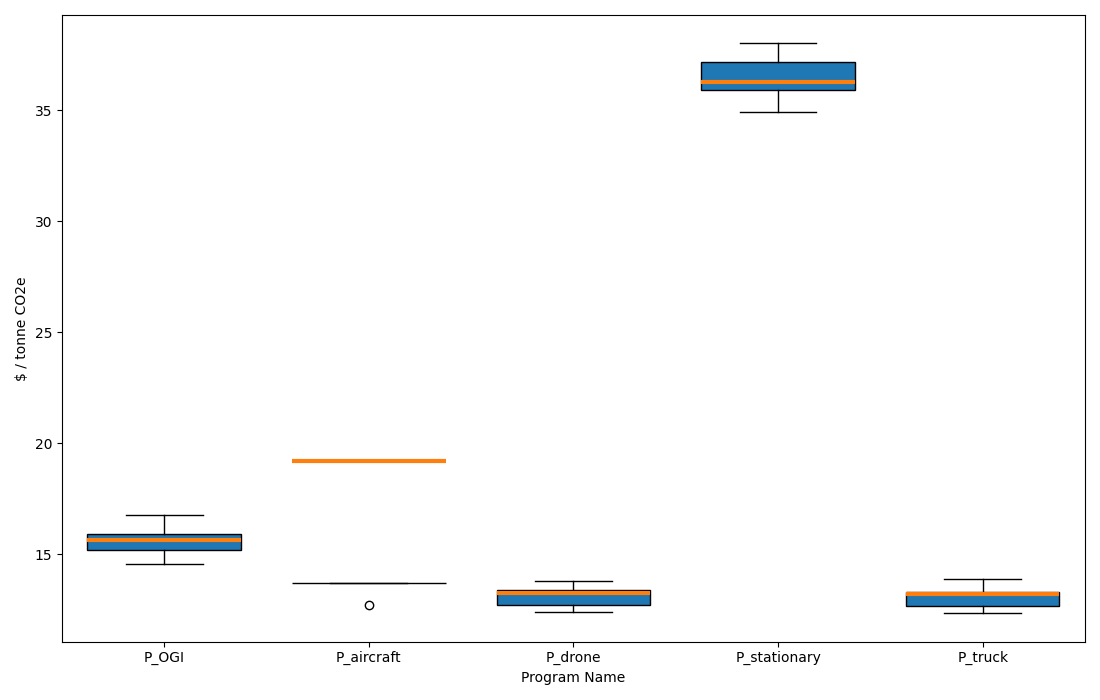 $ / tonne CO2e
35
30
25
20
15
P_OGI
P_aircraft
P_drone
P_stationary
P_truck
Program Name